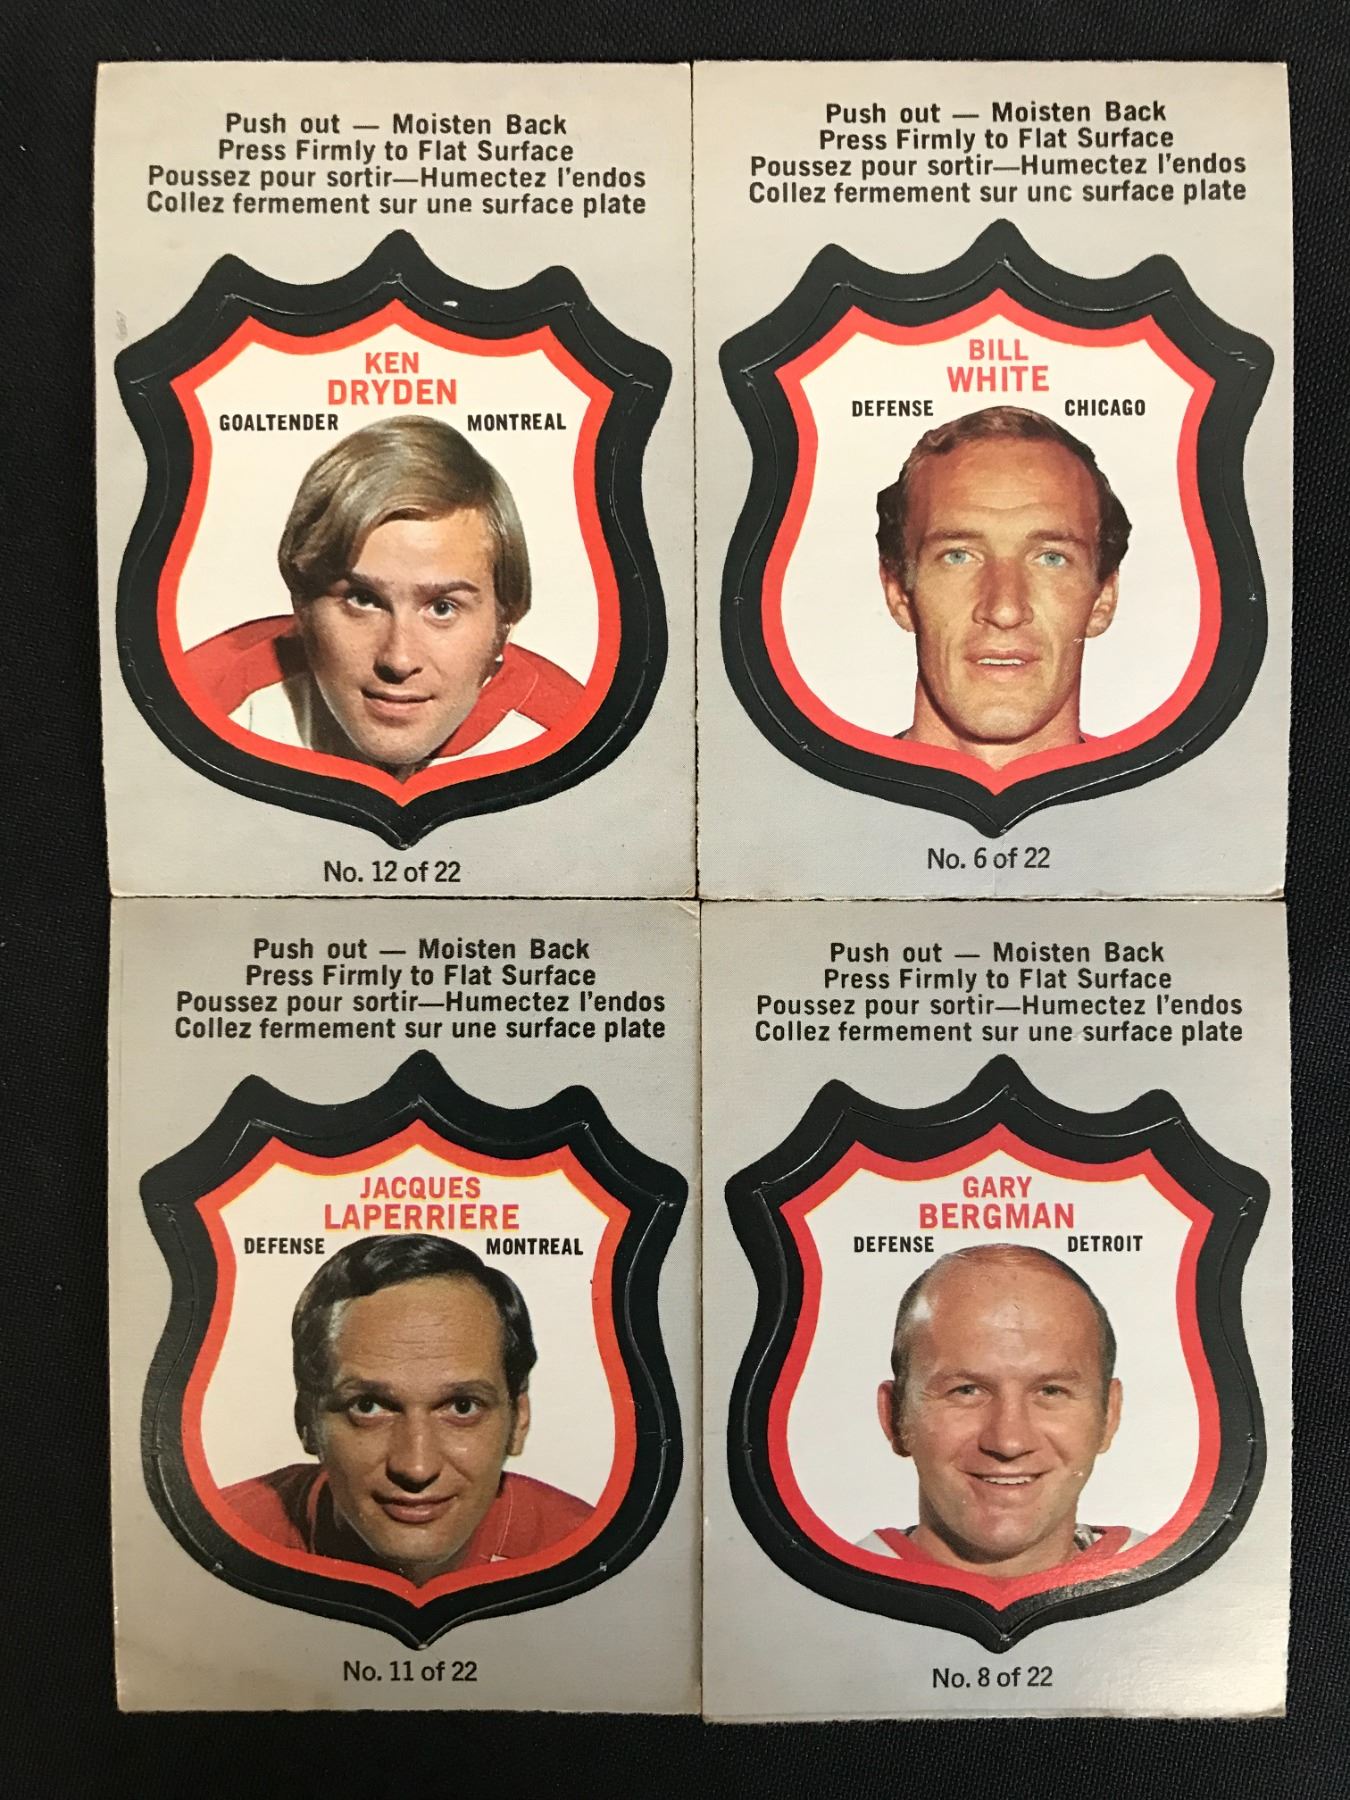 Push out — Moisten Back
Press Firmly to Flat Surface
Poussez pour sortir—Humectez l'endos
Collez fermement sur une surface plate
KEN
DRYDEN
GOALTENDER MONTREAL
No. 12 of 22
Push out — Moisten Back
Press Firmly to Flat Surface
Poussez pour sortir—Humectez l'endos
Collez fermement sur une surface plate
BILL
WHITE
DEFENSE CHICAGO
No. 6 of 22
Push out — Moisten Back
Press Firmly to Flat Surface
Poussez pour sortir—Humectez l'endos
Collez fermement sur une surface plate
JACQUES
LAPERRIERE
DEFENSE MONTREAL
No. 11 of 22
Push out — Moisten Back
Press Firmly to Flat Surface
Poussez pour sortir—Humectez l'endos
Collez fermement sur une surface plate
GARY
BERGMAN
DEFENSE DETROIT
No. 8 of 22